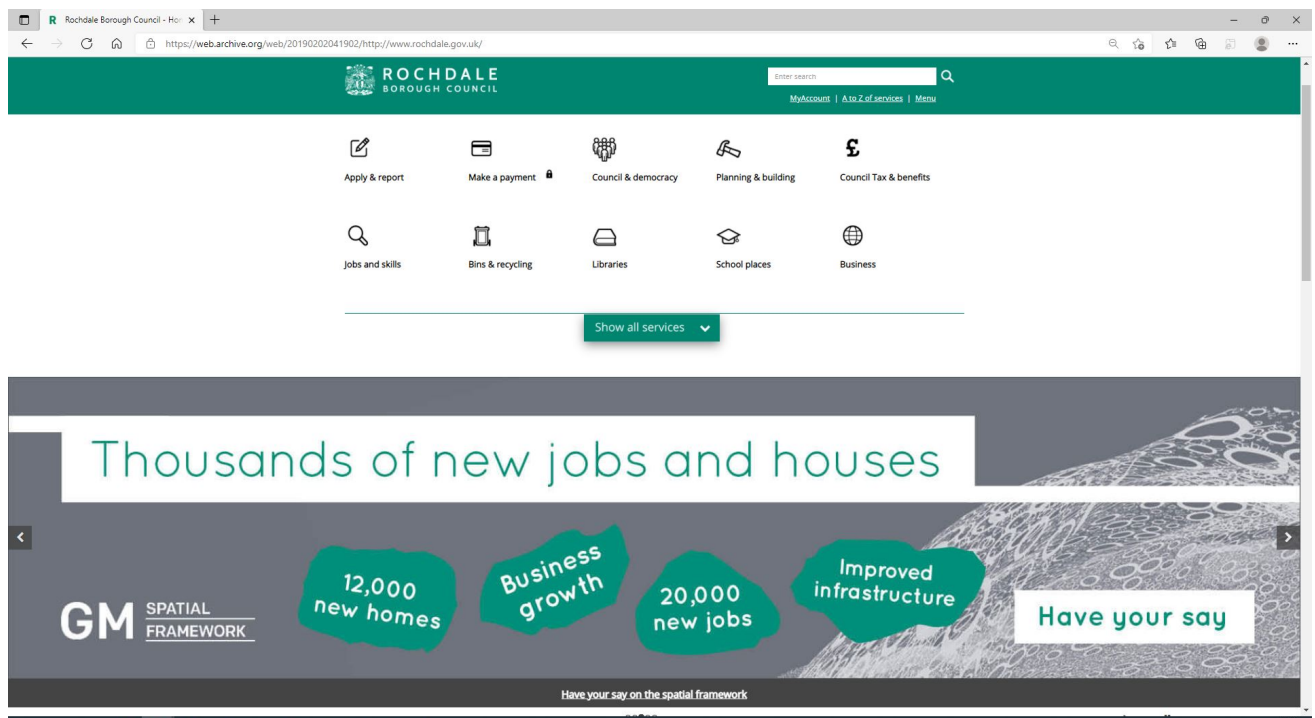 R Rochdale Borough Council - Ho
https://web.archive.org/web/20190202041902/http://www.rochdale.gov.uk/
ROCHDALE
BOROUGH COUNCIL
Enter search
MyAccount | A to Z of services | Menu
Apply & report
Make a payment
Council & democracy
Planning & building
£
Council Tax & benefits
Jobs and skills
Bins & recycling
Libraries
School places
Business
Show all services
Thousands of new jobs and houses
12,000
new homes
Business
growth
20,000
new jobs
Improved
infrastructure
GM SPATIAL
FRAMEWORK
Have your say
Have your say on the spatial framework